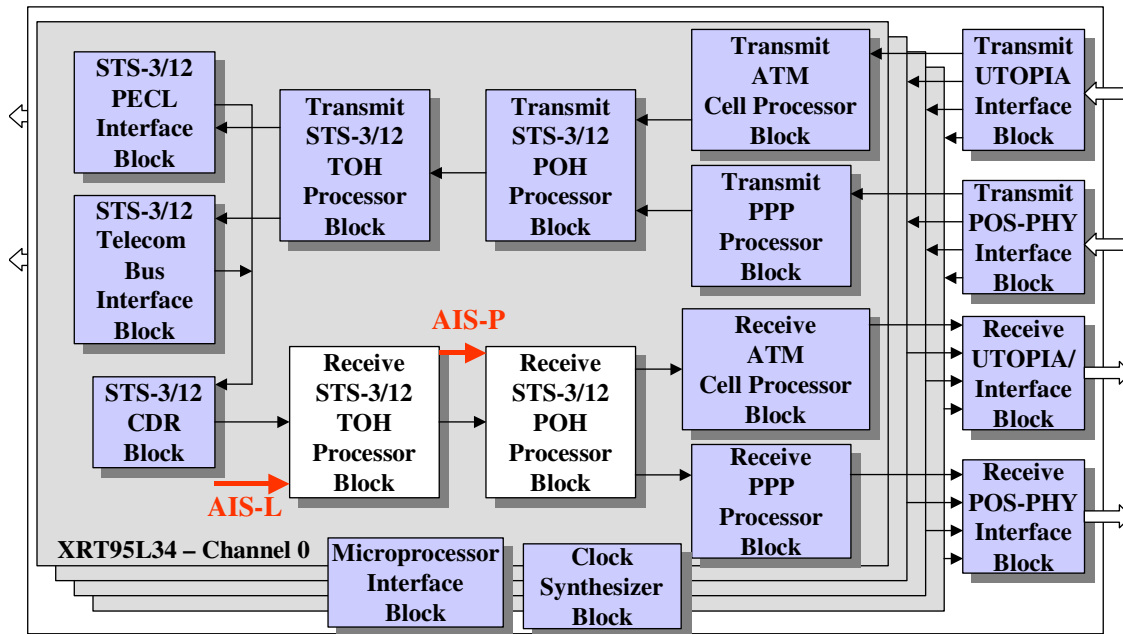 STS-3/12
PECL
Interface
Block
Transmit
STS-3/12
TOH
Processor
Block
Transmit
STS-3/12
POH
Processor
Block
Transmit
ATM
Cell Processor
Block
Transmit
UTOPIA
Interface
Block
STS-3/12
Telecom
Bus
Interface
Block
Transmit
PPP
Processor
Block
Transmit
POS-PHY
Interface
Block
AIS-P
STS-3/12
CDR
Block
Receive
STS-3/12
TOH
Processor
Block
Receive
STS-3/12
POH
Processor
Block
Receive
ATM
Cell Processor
Block
Receive
UTOPIA/
Interface
Block
AIS-L
Receive
PPP
Processor
Block
Receive
POS-PHY
Interface
Block
XRT95L34 – Channel 0
Microprocessor
Interface
Block
Clock
Synthesizer
Block